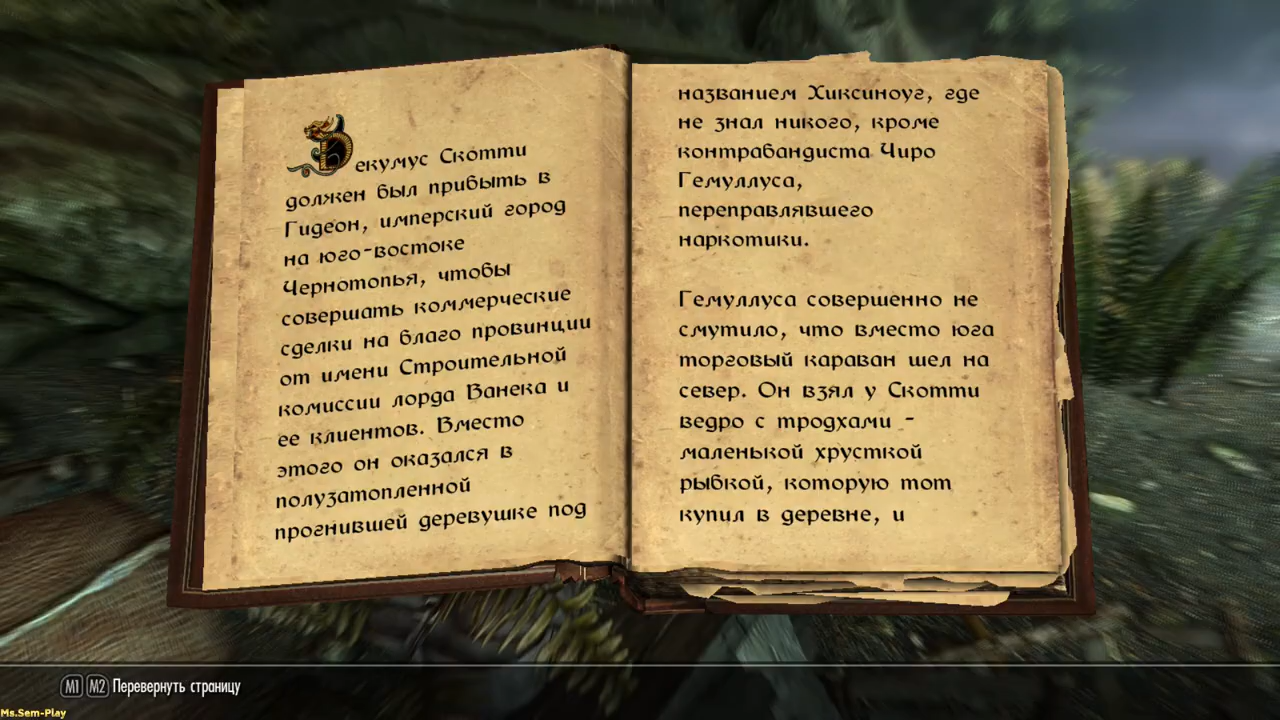 Декумус Скотти
должен был прибыть в
Гидеон, имперский город
на юго-востоке
Чернотопья, чтобы
совершать коммерческие
сделки на благо провинции
от имени Строительной
комиссии лорда Ванека и
ее клиентов. Вместо
этого он оказался в
полузатопленной
прогнившей деревушке под
названием Хиксиноуг, где
не знал никого, кроме
контрабандиста Чиро
Гемуллуса,
переправлявшего
наркотики.
Гемуллуса совершенно не
смутило, что вместо юга
торговый караван шел на
север. Он взял у Скотти
ведро с тродхами -
маленькой хрусткой
рыбкой, которую тот
купил в деревне, и
M1 M2 Перевернуть страницу
Ms.Sem-Play